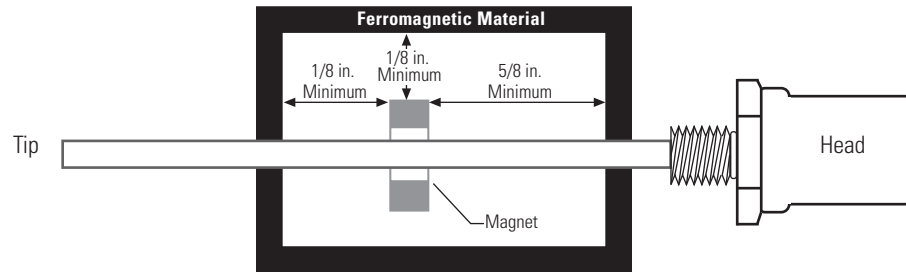 Ferromagnetic Material
1/8 in.
Minimum
1/8 in.
Minimum
5/8 in.
Minimum
Tip
Head
Magnet